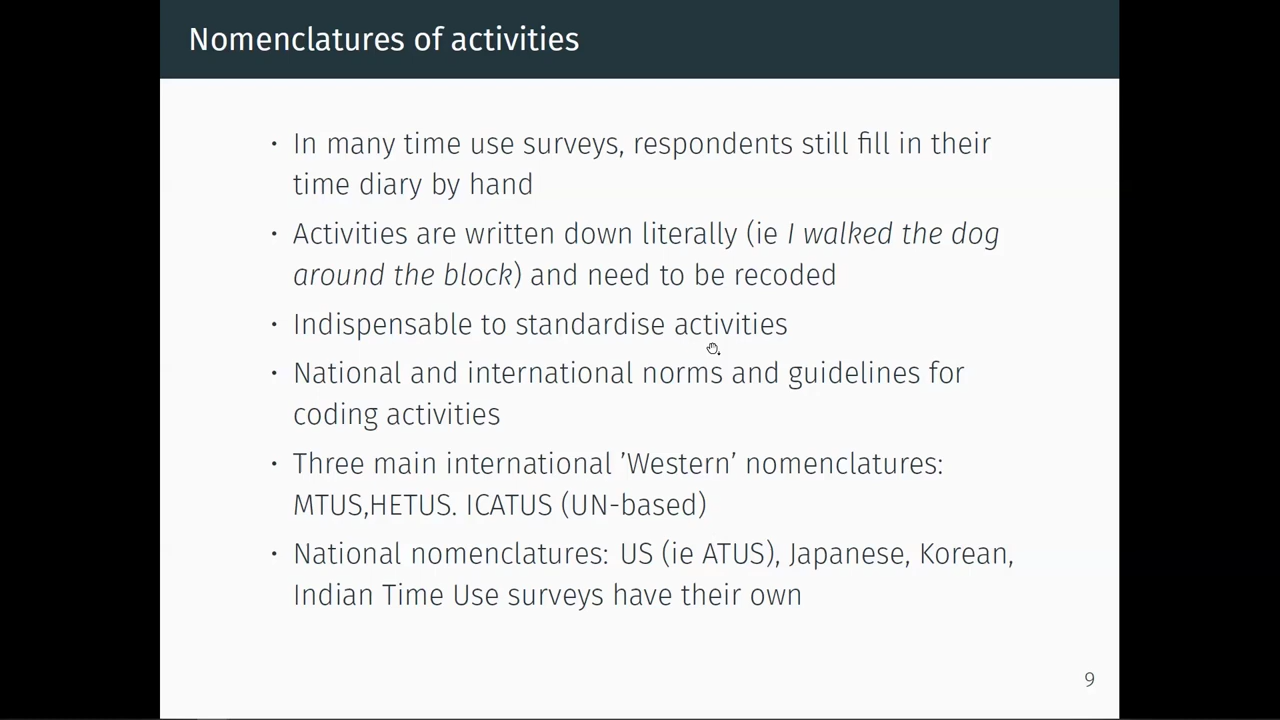 Nomenclatures of activities
• In many time use surveys, respondents still fill in their
time diary by hand
• Activities are written down literally (ie I walked the dog
around the block) and need to be recoded
• Indispensable to standardise activities
• National and international norms and guidelines for
coding activities
• Three main international ’Western’ nomenclatures:
MTUS,HETUS. ICATUS (UN-based)
• National nomenclatures: US (ie ATUS), Japanese, Korean,
Indian Time Use surveys have their own
9